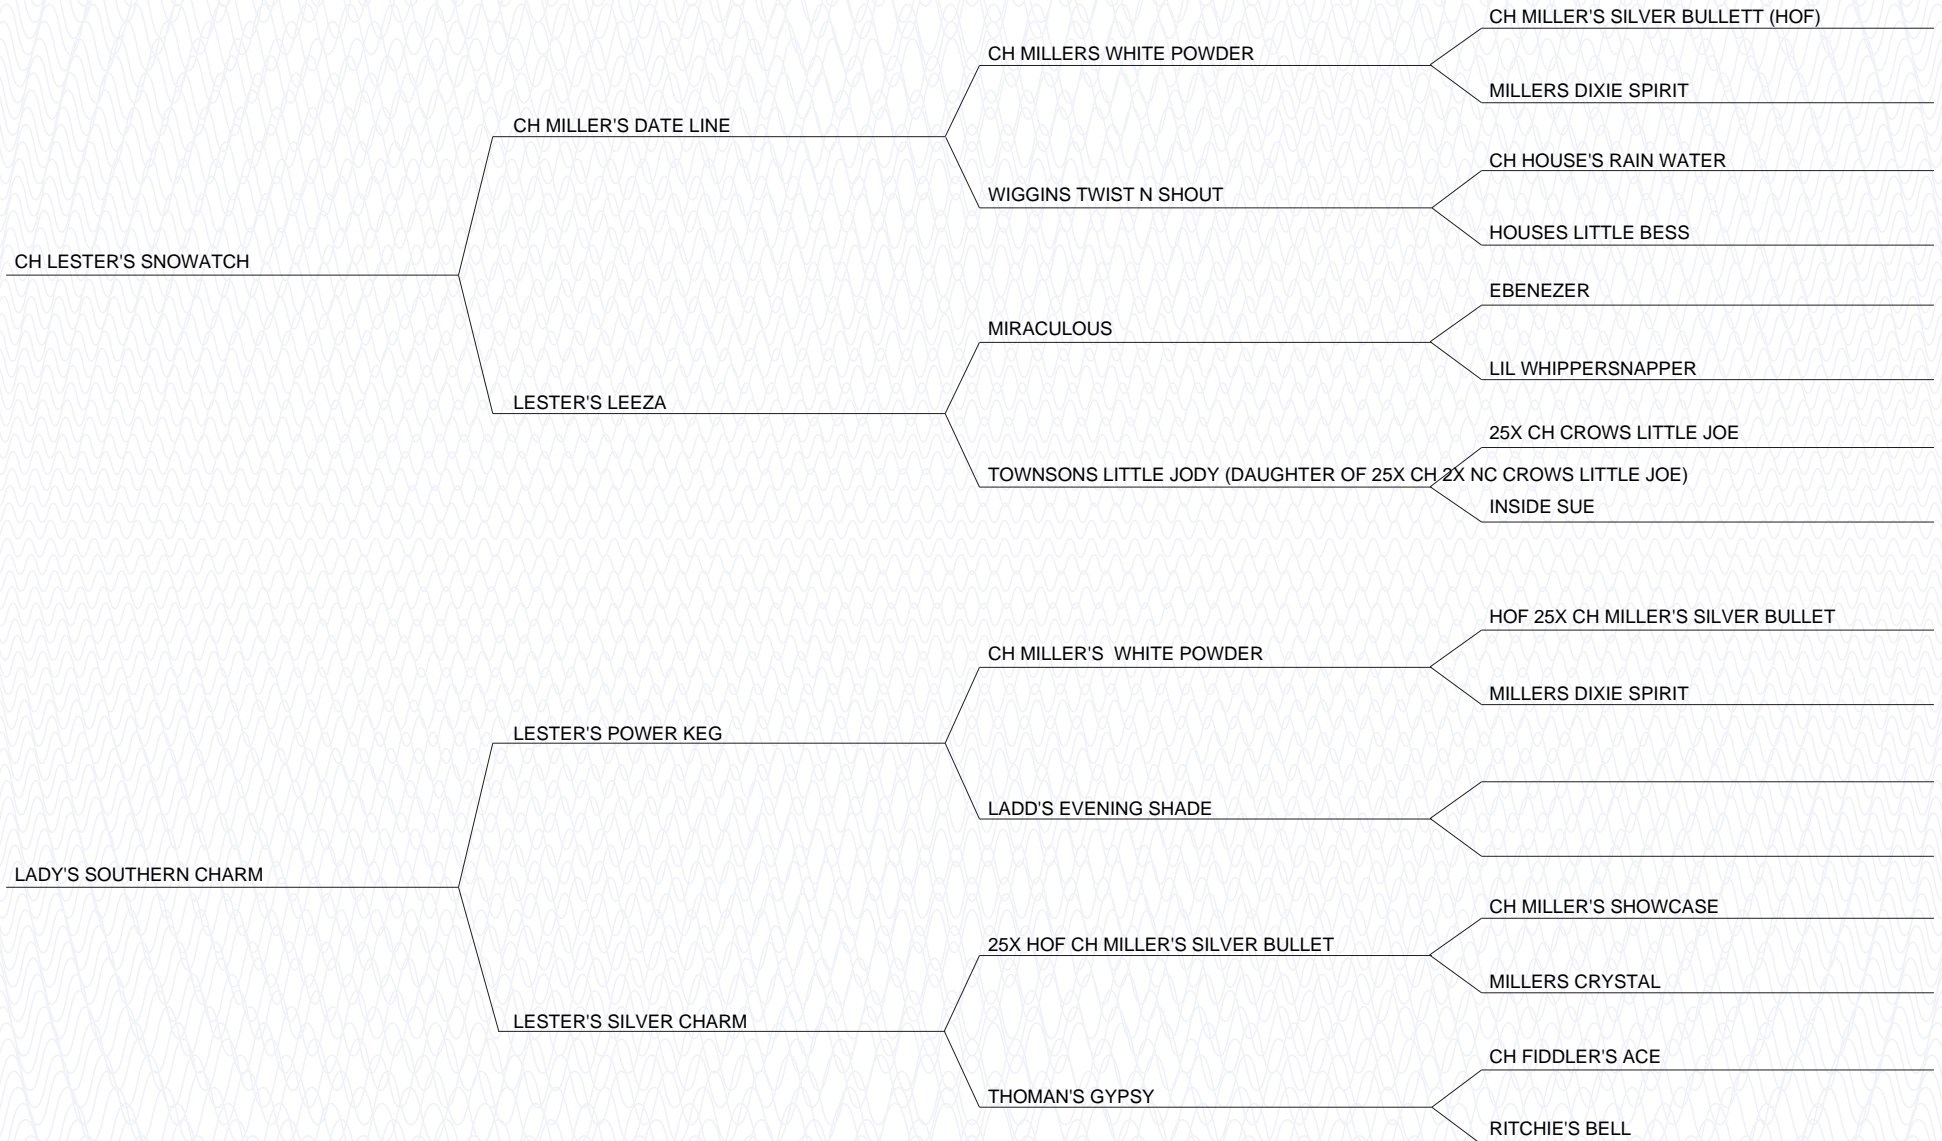 CH MILLER'S SILVER BULLETT (HOF)
CH MILLERS WHITE POWDER
MILLERS DIXIE SPIRIT
CH MILLER'S DATE LINE
CH HOUSE'S RAIN WATER
WIGGINS TWIST N SHOUT
HOUSES LITTLE BESS
CH LESTER'S SNOWATCH
EBENEZER
MIRACULOUS
LIL WHIPPERSNAPPER
LESTER'S LEEZA
25X CH CROWS LITTLE JOE
TOWNSONS LITTLE JODY (DAUGHTER OF 25X CH 2X NC CROWS LITTLE JOE)
INSIDE SUE
HOF 25X CH MILLER'S SILVER BULLET
CH MILLER'S  WHITE POWDER
MILLERS DIXIE SPIRIT
LESTER'S POWER KEG
LADD'S EVENING SHADE
LADY'S SOUTHERN CHARM
CH MILLER'S SHOWCASE
25X HOF CH MILLER'S SILVER BULLET
MILLERS CRYSTAL
LESTER'S SILVER CHARM
CH FIDDLER'S ACE
THOMAN'S GYPSY
RITCHIE'S BELL